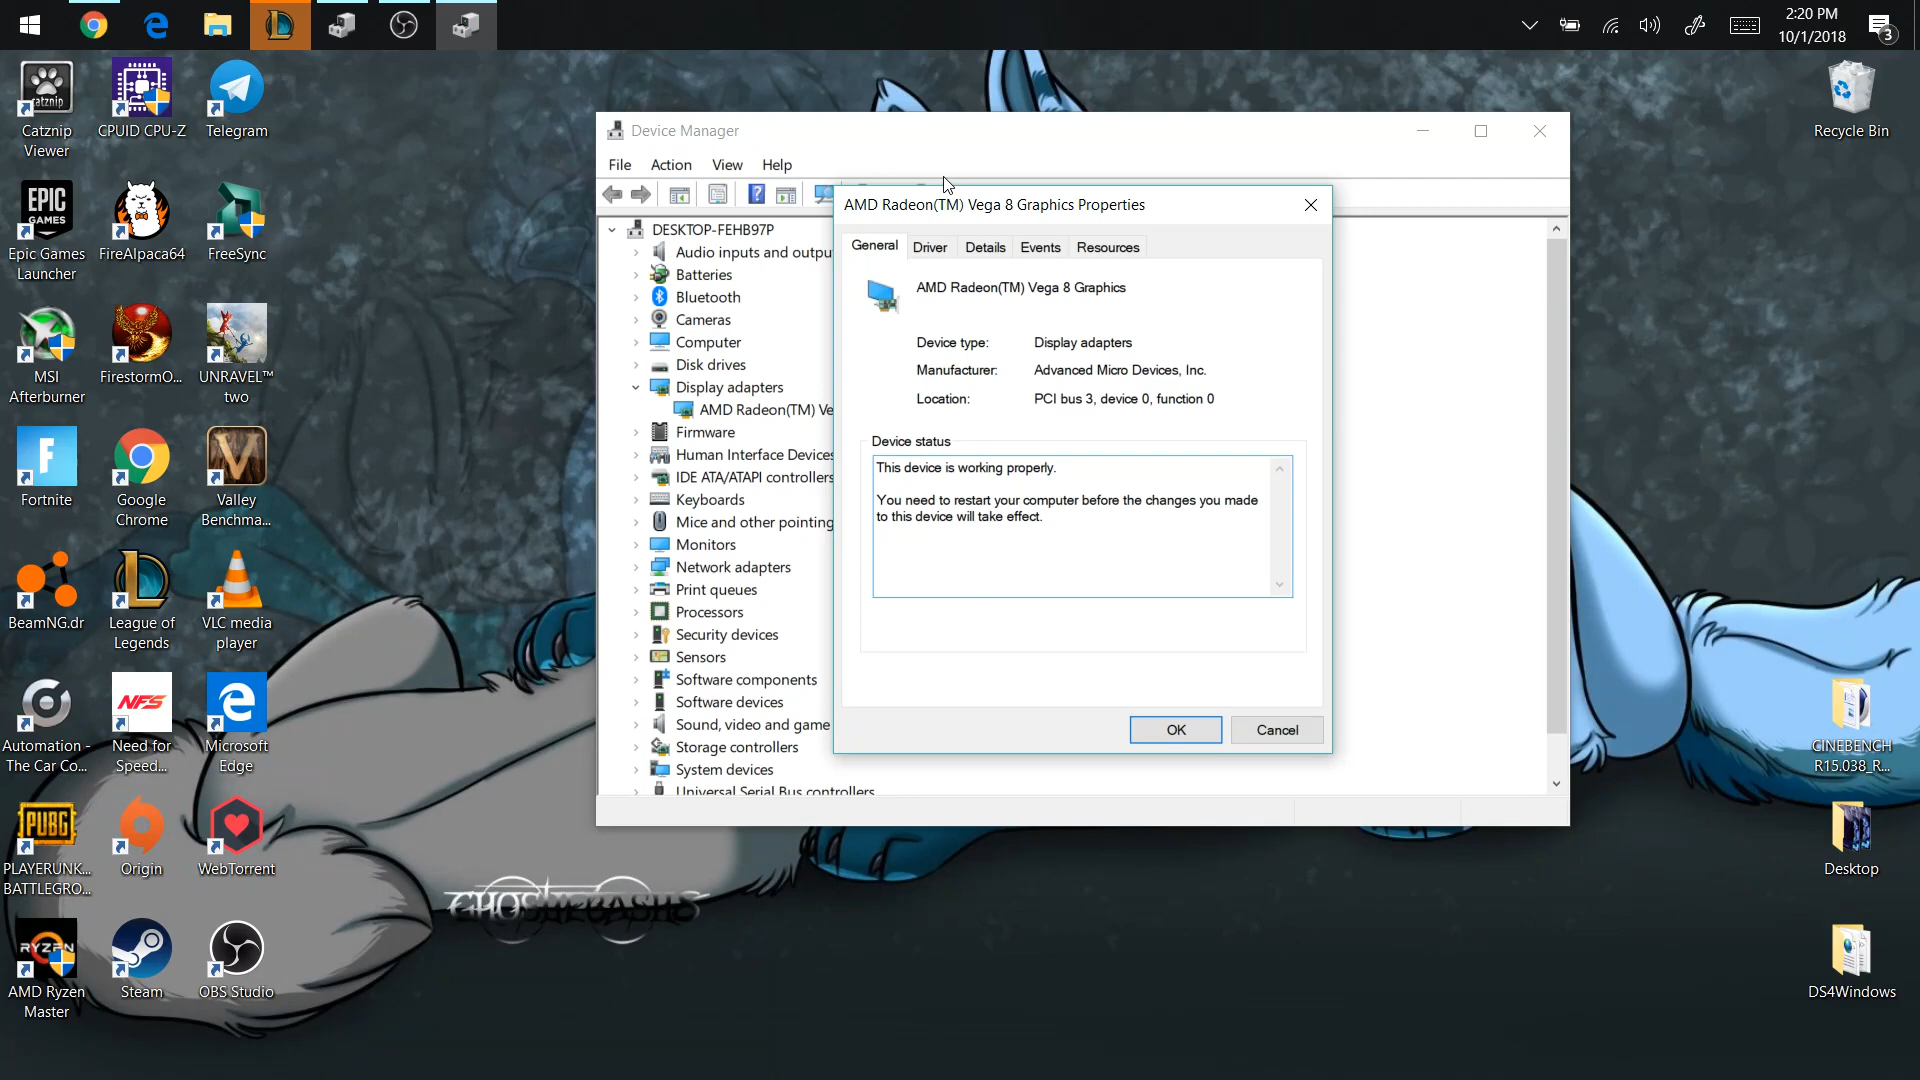 2:20 PM
10/1/2018
3
Catznip
Viewer
CPUID CPU-Z
Telegram
Recycle Bin
EPIC
GAMES
Epic Games
Launcher
FireAlpaca64
FreeSync
MSI
Afterburner
FirestormO...
UNRAVEL™
two
Fortnite
Google
Chrome
Valley
Benchma...
BeamNG.dr
League of
Legends
VLC media
player
NFS
Automation -
The Car Co...
Need for
Speed...
Microsoft
Edge
PUBG
PLAYERUNK...
BATTLEGRO...
Origin
WebTorrent
RYZEN
AMD Ryzen
Master
Steam
OBS Studio
Device Manager
File Action View Help
DESKTOP-FEHB97P
Audio inputs and outpu
Batteries
Bluetooth
Cameras
Computer
Disk drives
Display adapters
AMD Radeon(TM) Ve
Firmware
Human Interface Devices
IDE ATA/ATAPI controllers
Keyboards
Mice and other pointing
Monitors
Network adapters
Print queues
Processors
Security devices
Sensors
Software components
Software devices
Sound, video and game
Storage controllers
System devices
Universal Serial Bus controllers
AMD Radeon(TM) Vega 8 Graphics Properties
General Driver Details Events Resources
AMD Radeon(TM) Vega 8 Graphics
Device type: Display adapters
Manufacturer: Advanced Micro Devices, Inc.
Location: PCI bus 3, device 0, function 0
Device status
This device is working properly.
You need to restart your computer before the changes you made
to this device will take effect.
OK Cancel
CINEBENCH
R15.038_R...
Desktop
DS4Windows